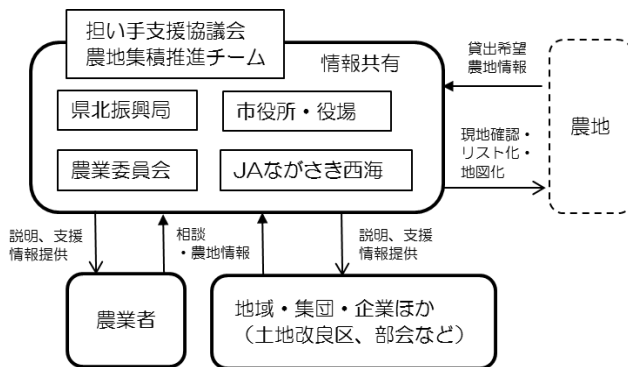 担い手支援協議会
農地集積推進チーム
情報共有
県北振興局
市役所・役場
農業委員会
JAながさき西海
貸出希望
農地情報
農地
現地確認・
リスト化・
地図化
説明、支援
情報提供
相談
・農地情報
説明、支援
情報提供
農業者
地域・集団・企業ほか
（土地改良区、部会など）